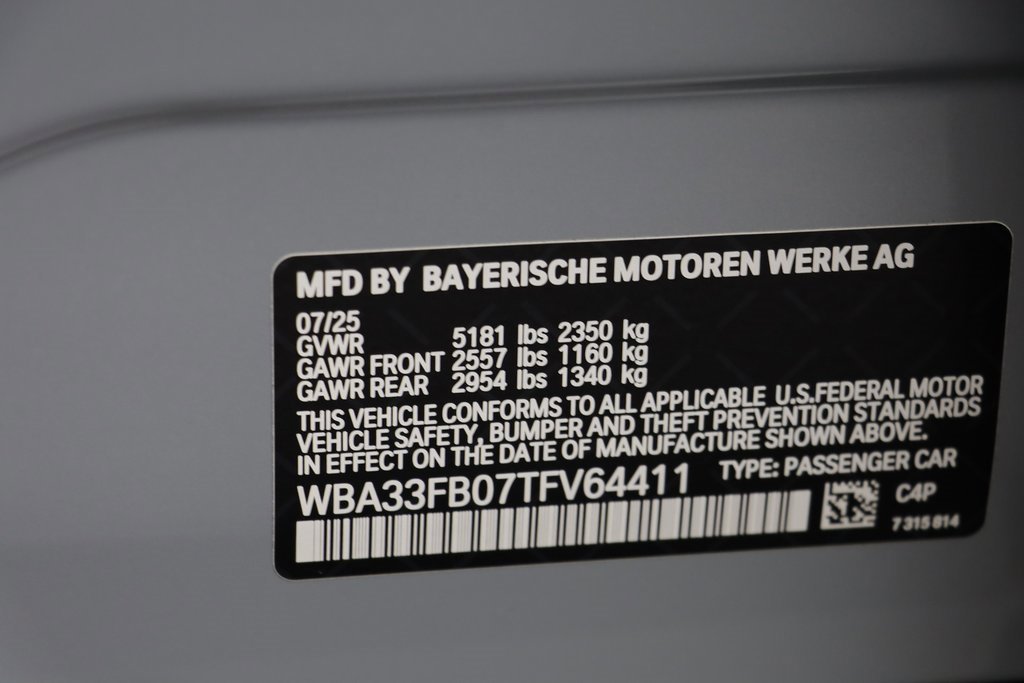 MFD BY BAYERISCHE MOTOREN WERKE AG
07/25
GVWR 5181 lbs 2350 kg
GAWR FRONT 2557 lbs 1160 kg
GAWR REAR 2954 lbs 1340 kg
THIS VEHICLE CONFORMS TO ALL APPLICABLE U.S.FEDERAL MOTOR
VEHICLE SAFETY, BUMPER AND THEFT PREVENTION STANDARDS
IN EFFECT ON THE DATE OF MANUFACTURE SHOWN ABOVE.
WBA33FB07TFV64411 TYPE: PASSENGER CAR
C4P
7 315 814